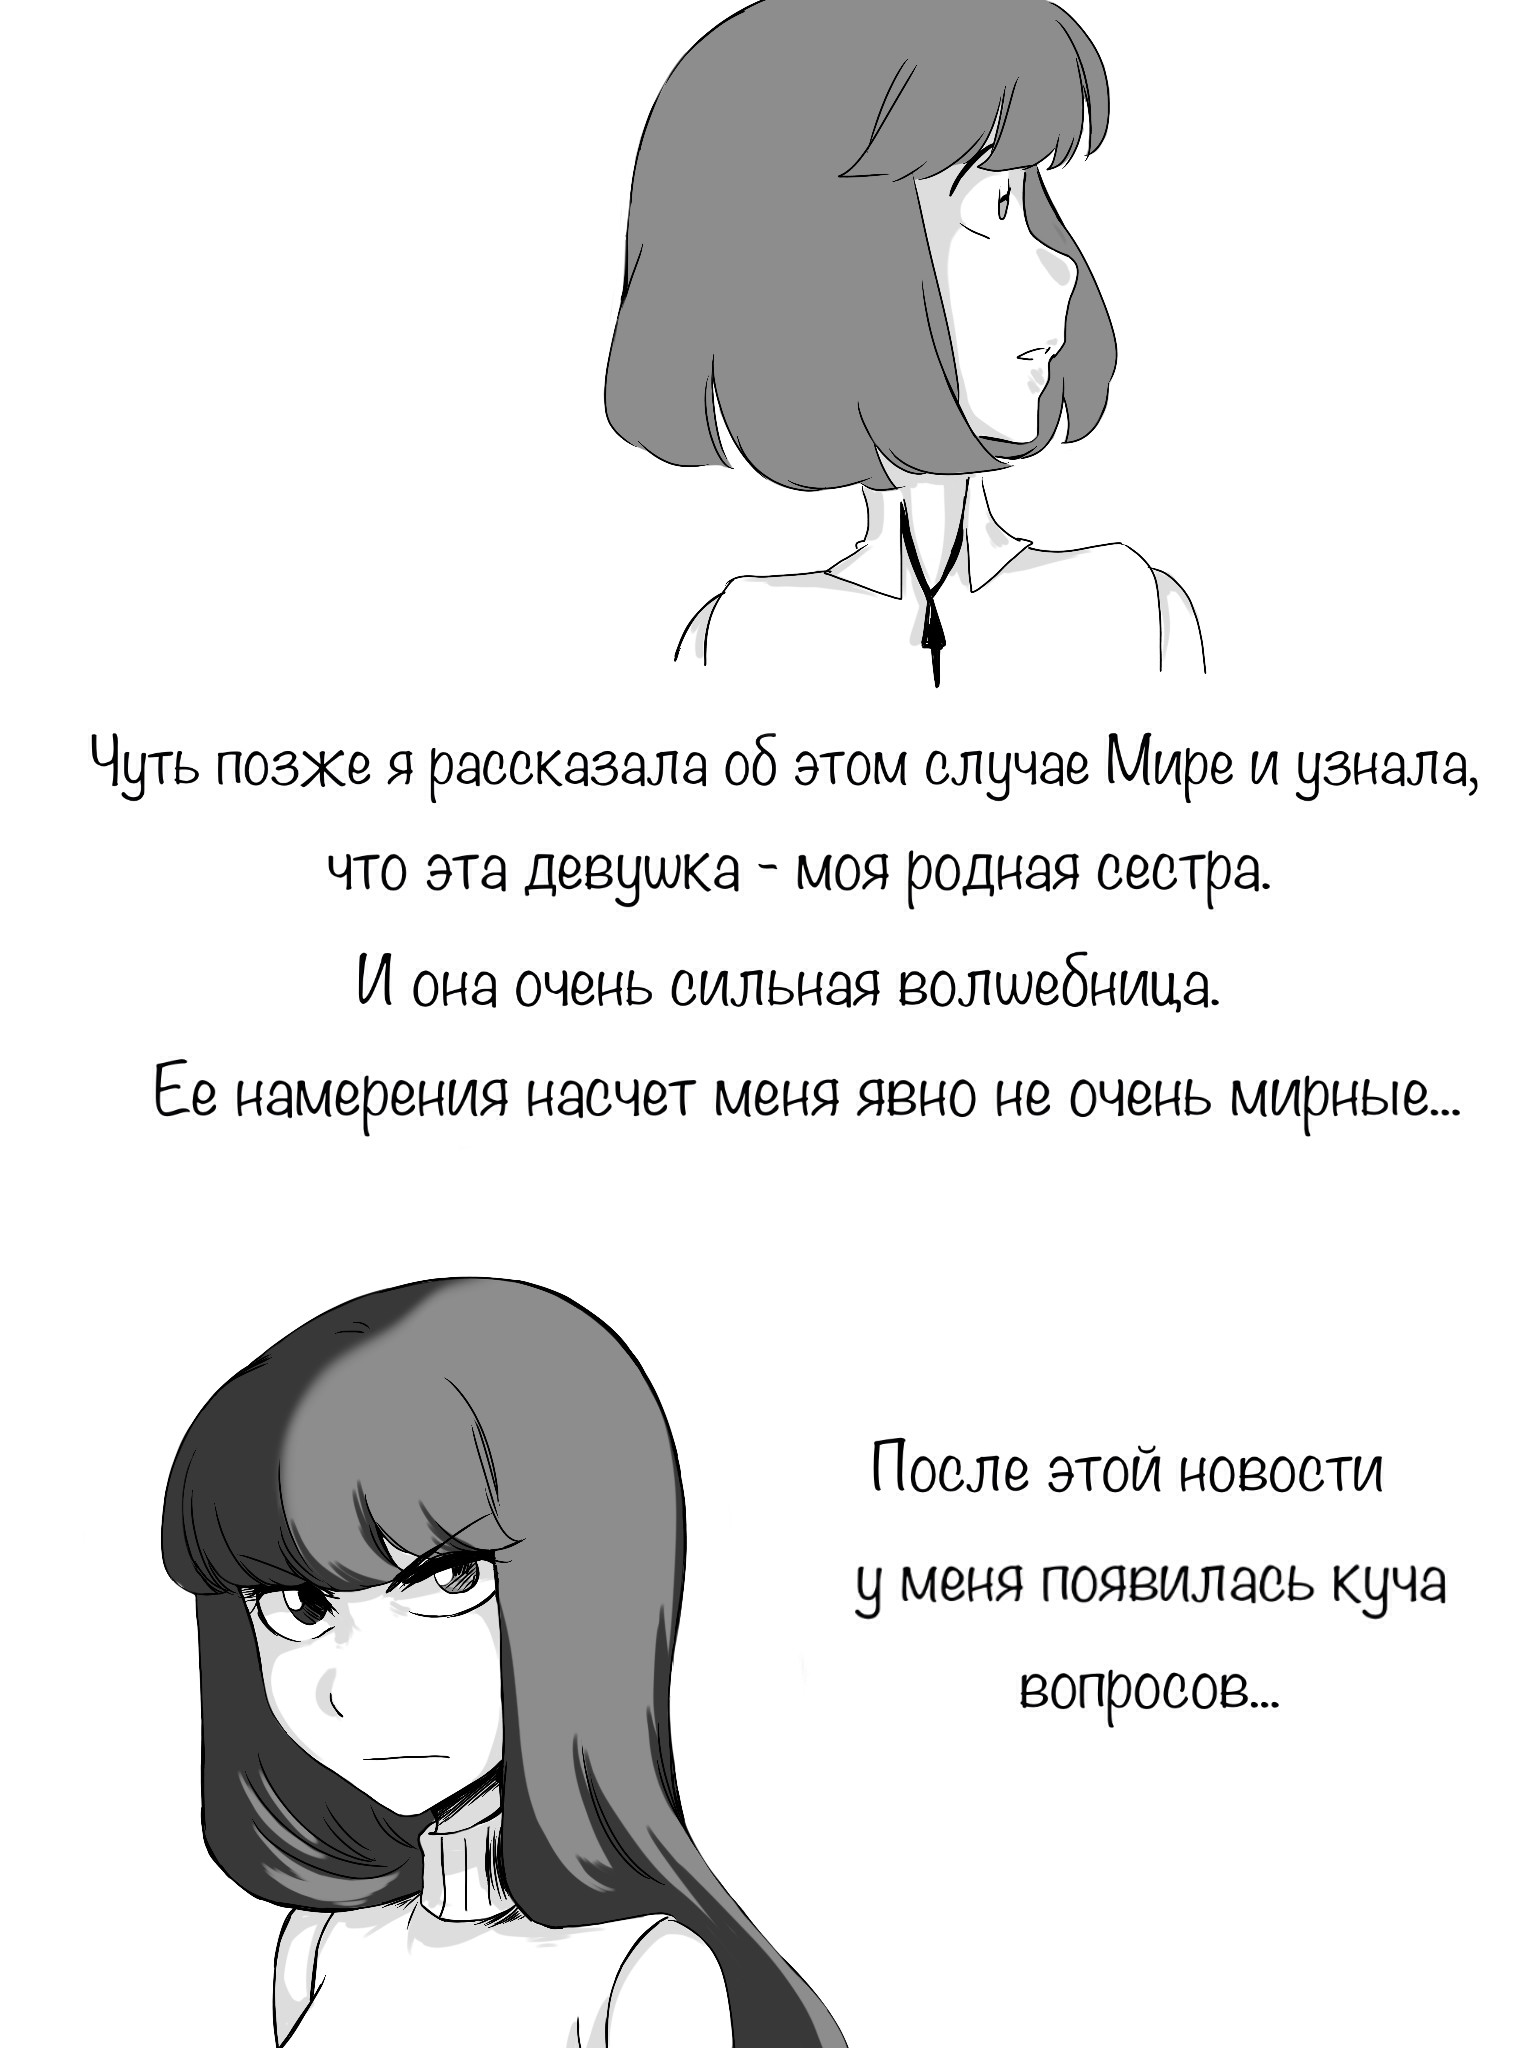 Чуть позже я рассказала об этом случае Мире и узнала,
что эта девушка - моя родная сестра.
И она очень сильная волшебница.
Ее намерения насчет меня явно не очень мирные...
После этой новости
у меня появилась куча
вопросов...